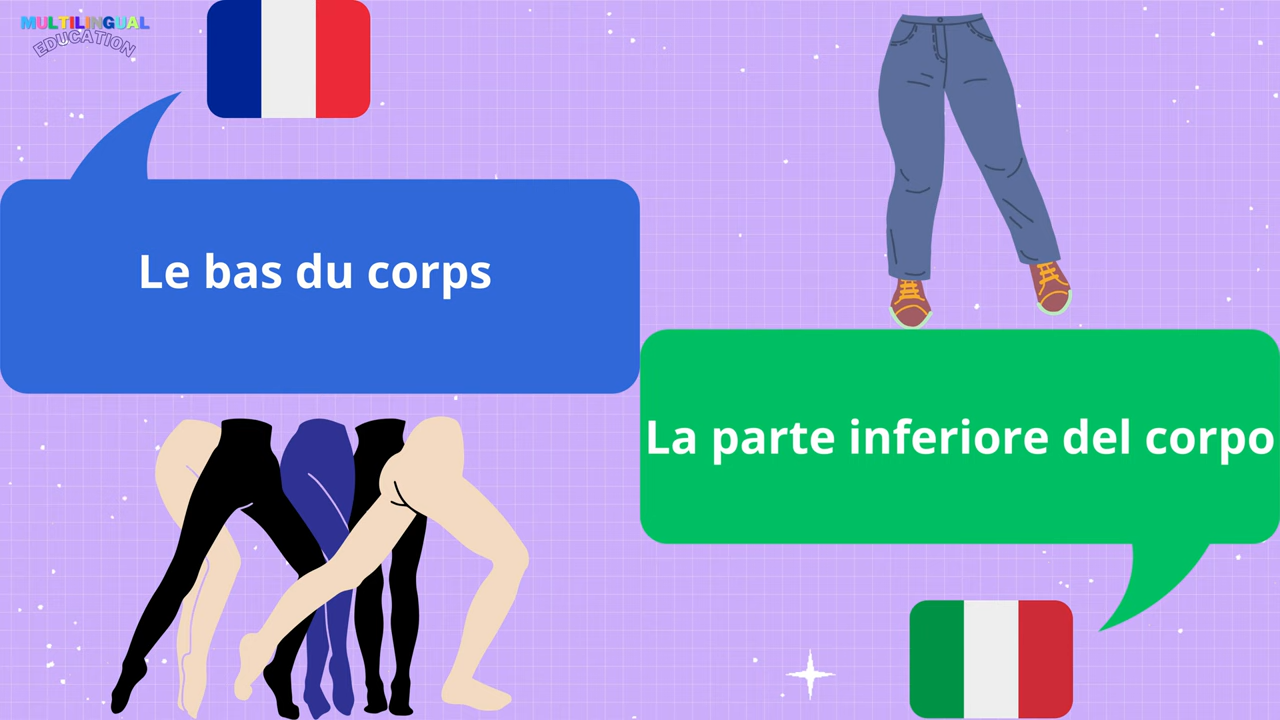 MULTILINGUAL
EDUCATION
Le bas du corps
La parte inferiore del corpo